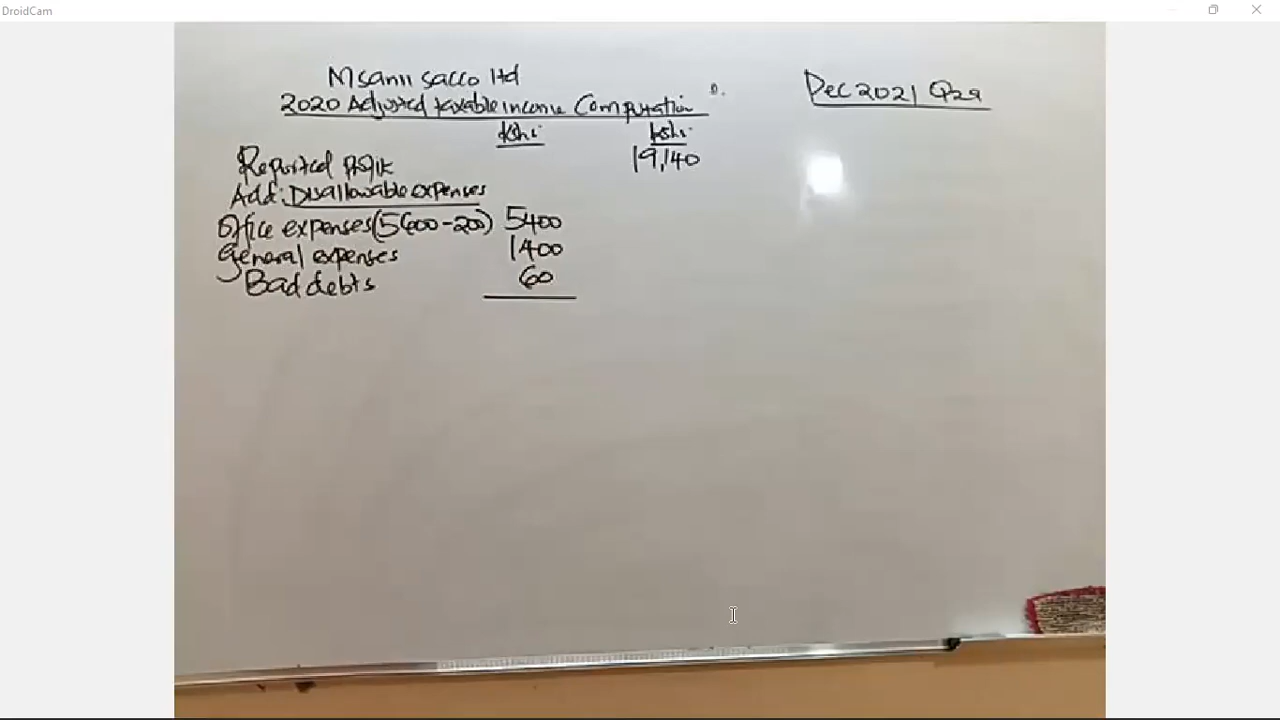 DroidCam
Msanii Sacco Ltd
Dec 2021 Q2a
2020 Adjusted taxable income Computation
Kshs. Kshs.
Reported profit 19,140
Add: Disallowable expenses
Office expenses (5600-200) 5400
General expenses 1400
Bad debts 60